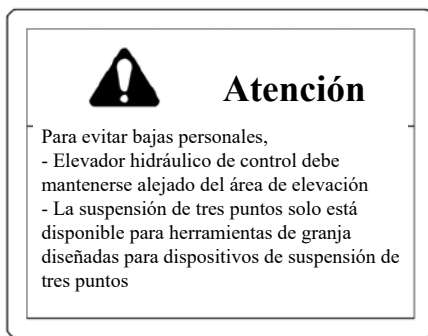 Atención
Para evitar bajas personales,
- Elevador hidráulico de control debe
mantenerse alejado del área de elevación
- La suspensión de tres puntos solo está
disponible para herramientas de granja
diseñadas para dispositivos de suspensión de
tres puntos